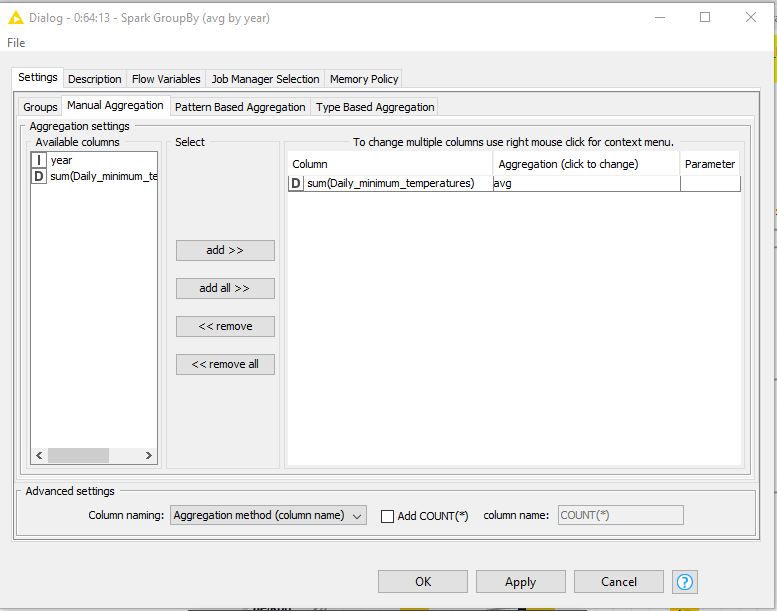 Dialog - 0:64:13 - Spark GroupBy (avg by year)
File
Settings Description Flow Variables Job Manager Selection Memory Policy
Groups Manual Aggregation Pattern Based Aggregation Type Based Aggregation
Aggregation settings
Available columns
I year
D sum(Daily_minimum_te
Select
add >>
add all >>
<< remove
<< remove all
To change multiple columns use right mouse click for context menu.
Column Aggregation (click to change) Parameter
D sum(Daily_minimum_temperatures) avg
Advanced settings
Column naming: Aggregation method (column name) Add COUNT(*) column name: COUNT(*)
OK Apply Cancel ?